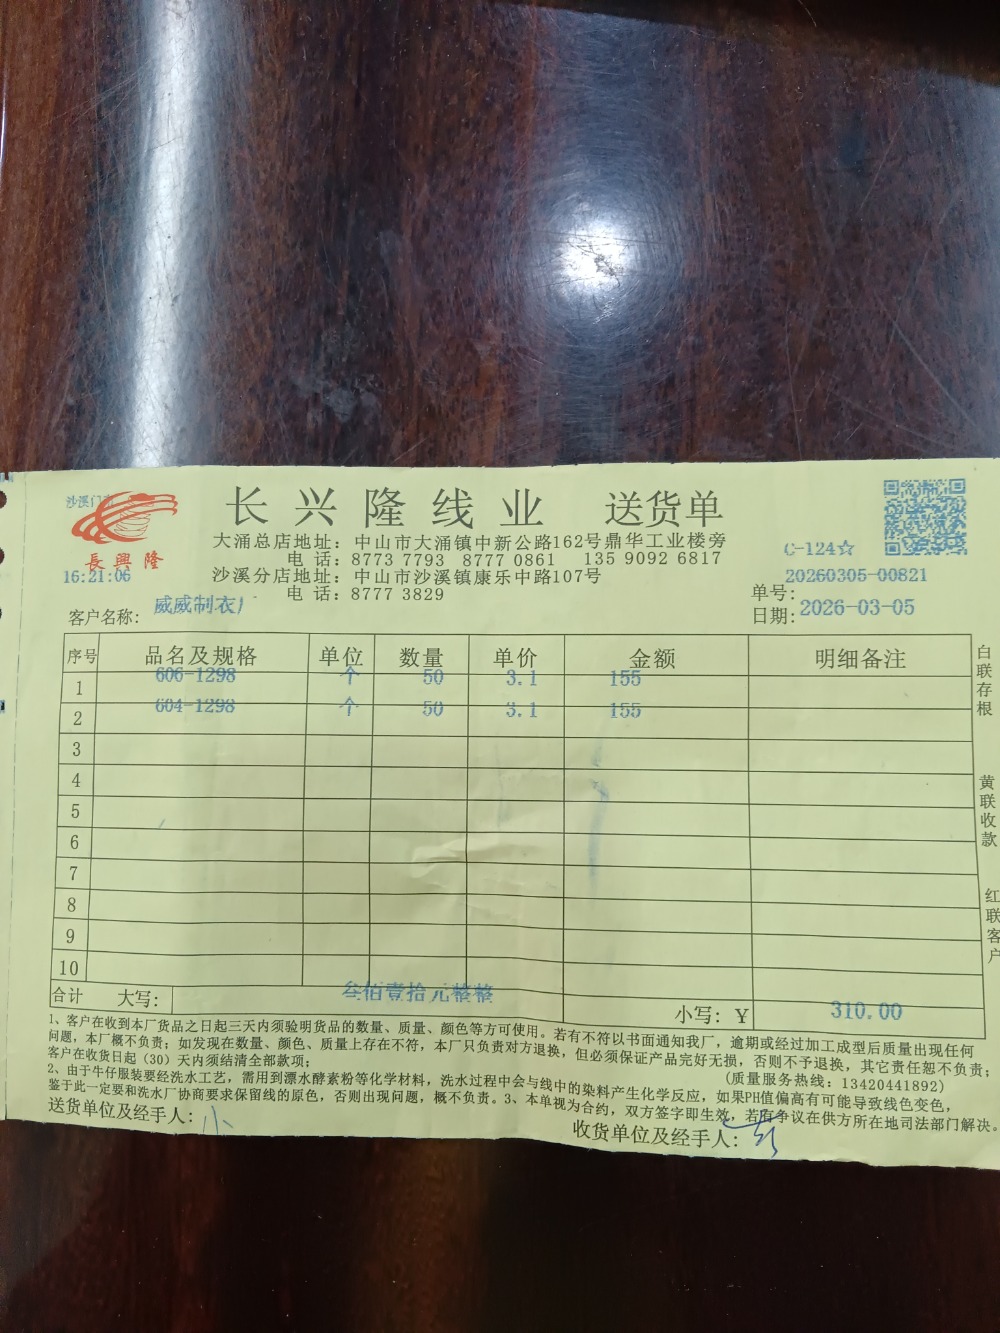 沙溪门市
長興隆
16:21:06
长兴隆线业 送货单
大涌总店地址：中山市大涌镇中新公路162号鼎华工业楼旁
电 话：8773 7793 8777 0861 135 9092 6817
沙溪分店地址：中山市沙溪镇康乐中路107号
电 话：8777 3829
C-124☆
单号：20260305-00821
日期：2026-03-05
客户名称：威威制衣厂
序号 品名及规格 单位 数量 单价 金额 明细备注
1 606-1298 个 50 3.1 155
2 604-1298 个 50 3.1 155
3
4
5
6
7
8
9
10
合计 大写：叁佰壹拾元整整 小写：￥ 310.00
白联存根
黄联收款
红联客户
1、客户在收到本厂货品之日起三天内须验明货品的数量、质量、颜色等方可使用。若有不符以书面通知我厂，逾期或经过加工成型后质量出现任何
问题，本厂概不负责；如发现在数量、颜色、质量上存在不符，本厂只负责对方退换，但必须保证产品完好无损，否则不予退换，其它责任恕不负责；
客户在收货日起（30）天内须结清全部款项； (质量服务热线：13420441892)
2、由于牛仔服装要经洗水工艺，需用到漂水酵素粉等化学材料，洗水过程中会与线中的染料产生化学反应，如果PH值偏高有可能导致线色变色，
鉴于此一定要和洗水厂协商要求保留线的原色，否则出现问题，概不负责。3、本单视为合约，双方签字即生效，若有争议在供方所在地司法部门解决。
送货单位及经手人：小
收货单位及经手人：